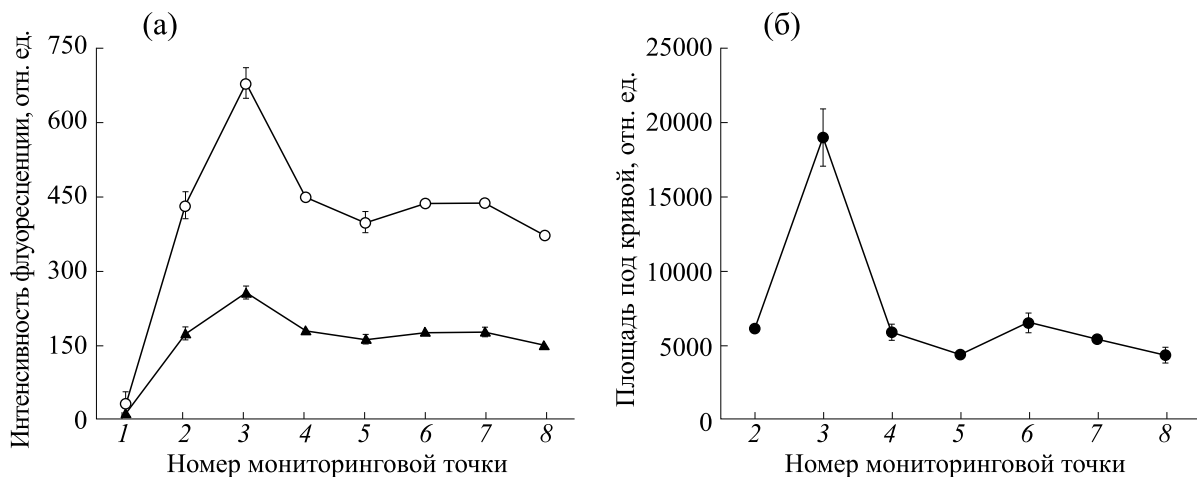 (а)
Интенсивность флуоресценции, отн. ед.
750
600
450
300
150
0
1 2 3 4 5 6 7 8
Номер мониторинговой точки
(б)
Площадь под кривой, отн. ед.
25000
20000
15000
10000
5000
0
2 3 4 5 6 7 8
Номер мониторинговой точки